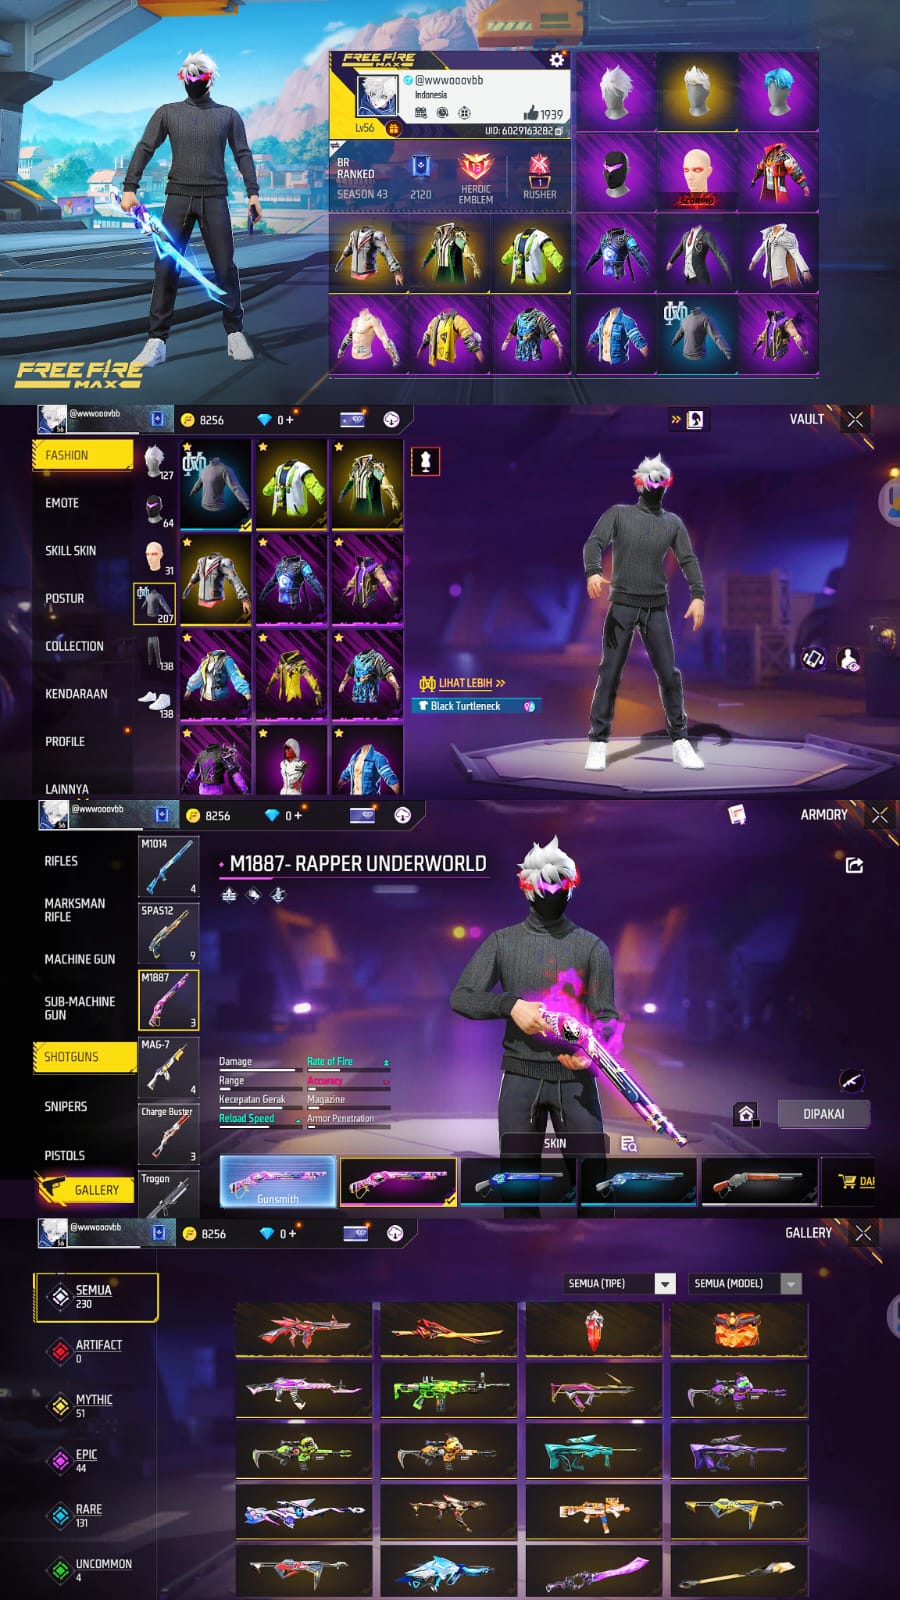 FREE FIRE
MAX
@wwwooovbb
Indonesia
1939
Lv56
UID: 6029163282
BR
RANKED
SEASON 43
2120
13
HEROIC
EMBLEM
1
RUSHER
SCORPIO
FREE FIRE
MAX
@wwwooovbb
56
8256
0+
VAULT
FASHION
127
EMOTE
64
SKILL SKIN
31
POSTUR
207
COLLECTION
138
KENDARAAN
138
PROFILE
LAINNYA
LIHAT LEBIH >>
Black Turtleneck
@wwwooovbb
56
8256
0+
ARMORY
RIFLES
MARKSMAN
RIFLE
MACHINE GUN
SUB-MACHINE
GUN
SHOTGUNS
SNIPERS
PISTOLS
GALLERY
M1014
4
SPAS12
9
M1887
3
MAG-7
4
Charge Buster
3
Trogon
M1887- RAPPER UNDERWORLD
Damage
Rate of Fire
Range
Accuracy
Kecepatan Gerak
Magazine
Reload Speed
Armor Penetration
DIPAKAI
SKIN
Gunsmith
DAF
@wwwooovbb
56
8256
0+
GALLERY
SEMUA
230
SEMUA (TIPE)
SEMUA (MODEL)
ARTIFACT
0
MYTHIC
51
EPIC
44
RARE
131
UNCOMMON
4